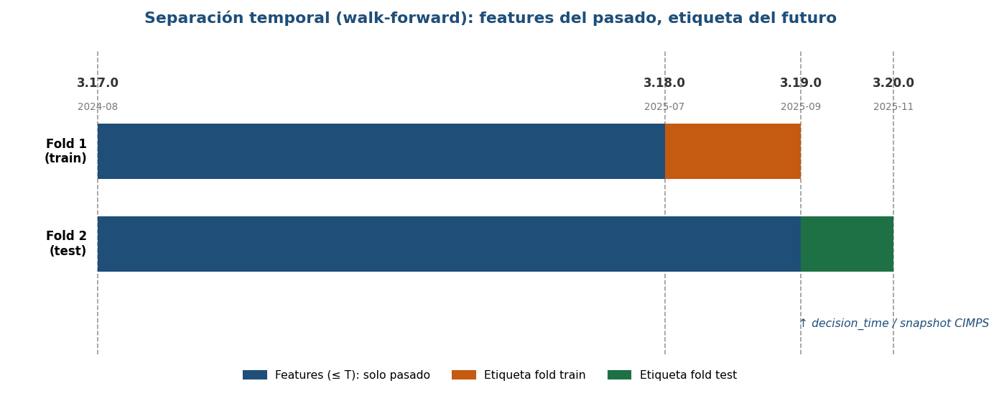 Separación temporal (walk-forward): features del pasado, etiqueta del futuro
3.17.0
3.18.0
3.19.0
3.20.0
2024-08
2025-07
2025-09
2025-11
Fold 1
(train)
Fold 2
(test)
↑ decision_time / snapshot CIMPS
Features (≤ T): solo pasado
Etiqueta fold train
Etiqueta fold test